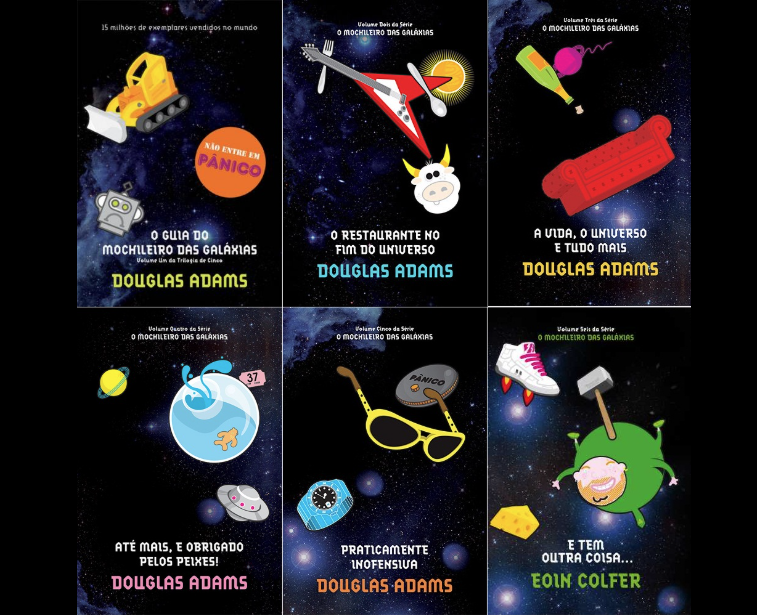 15 milhões de exemplares vendidos no mundo
NÃO ENTRE EM
PÂNICO
O GUIA DO
MOCHILEIRO DAS GALÁXIAS
Volume Um da Trilogia de Cinco
DOUGLAS ADAMS
Volume Dois da Série
O MOCHILEIRO DAS GALÁXIAS
O RESTAURANTE NO
FIM DO UNIVERSO
DOUGLAS ADAMS
Volume Três da Série
O MOCHILEIRO DAS GALÁXIAS
A VIDA, O UNIVERSO
E TUDO MAIS
DOUGLAS ADAMS
Volume Quatro da Série
O MOCHILEIRO DAS GALÁXIAS
37
ATÉ MAIS, E OBRIGADO
PELOS PEIXES!
DOUGLAS ADAMS
Volume Cinco da Série
O MOCHILEIRO DAS GALÁXIAS
PÂNICO
PRATICAMENTE
INOFENSIVA
DOUGLAS ADAMS
Volume Seis da Série
O MOCHILEIRO DAS GALÁXIAS
E TEM
OUTRA COISA...
EOIN COLFER